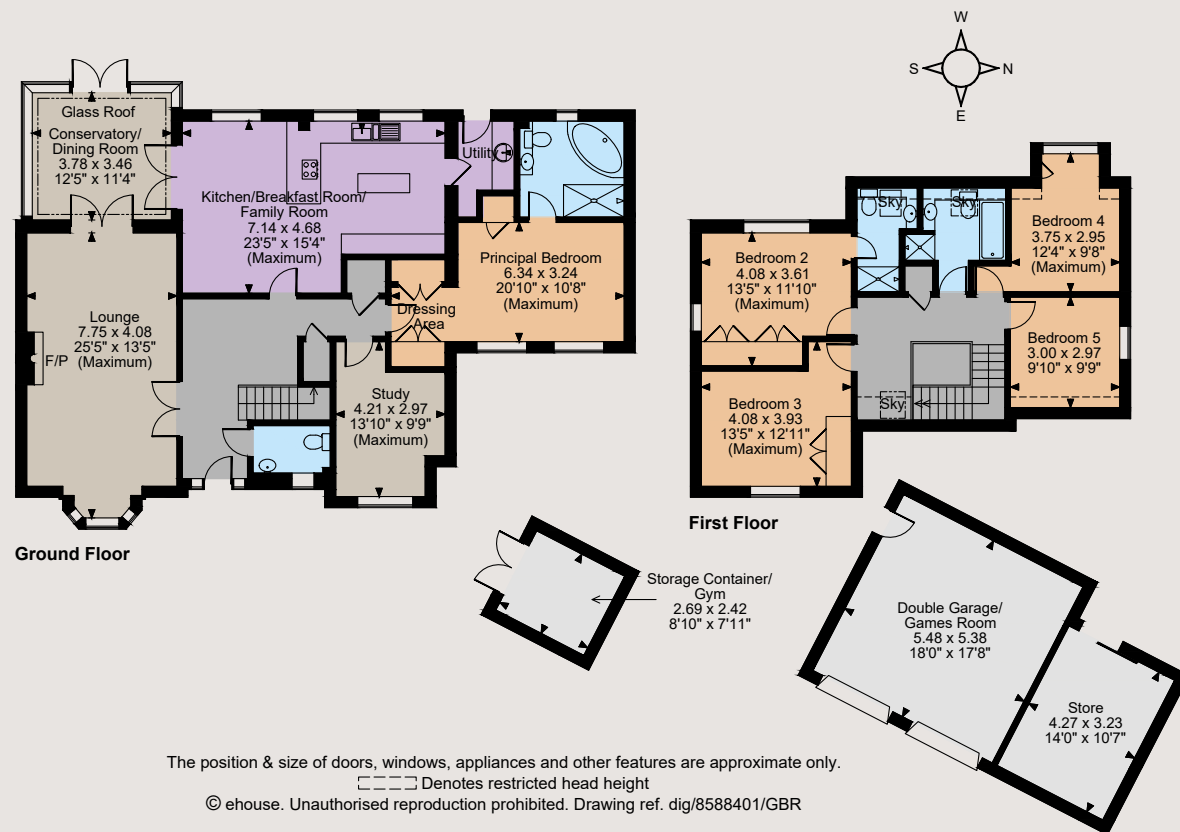 W
S
N
E
Glass Roof
Conservatory/
Dining Room
3.78 x 3.46
12'5" x 11'4"
Kitchen/Breakfast Room/
Family Room
7.14 x 4.68
23'5" x 15'4"
(Maximum)
Utility
Principal Bedroom
6.34 x 3.24
20'10" x 10'8"
(Maximum)
Dressing
Area
Lounge
7.75 x 4.08
25'5" x 13'5"
(Maximum)
F/P
Study
4.21 x 2.97
13'10" x 9'9"
(Maximum)
Ground Floor
Sky
Sky
Bedroom 4
3.75 x 2.95
12'4" x 9'8"
(Maximum)
Bedroom 2
4.08 x 3.61
13'5" x 11'10"
(Maximum)
Bedroom 5
3.00 x 2.97
9'10" x 9'9"
Bedroom 3
4.08 x 3.93
13'5" x 12'11"
(Maximum)
Sky
First Floor
Storage Container/
Gym
2.69 x 2.42
8'10" x 7'11"
Double Garage/
Games Room
5.48 x 5.38
18'0" x 17'8"
Store
4.27 x 3.23
14'0" x 10'7"
The position & size of doors, windows, appliances and other features are approximate only.
Denotes restricted head height
© ehouse. Unauthorised reproduction prohibited. Drawing ref. dig/8588401/GBR